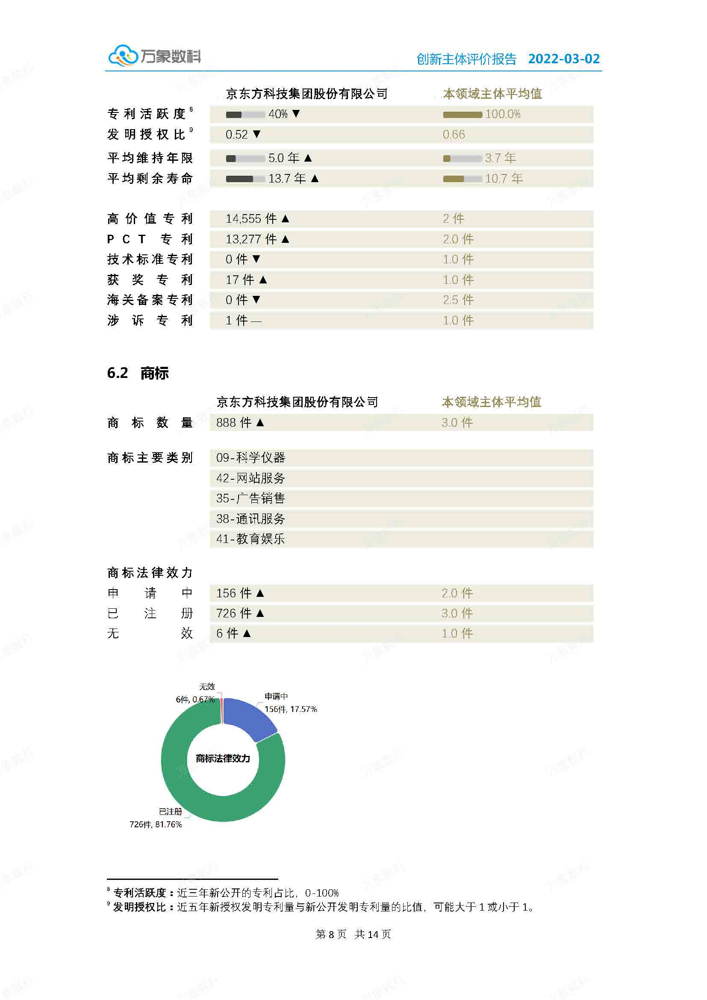 万象数科
创新主体评价报告 2022-03-02
京东方科技集团股份有限公司 本领域主体平均值
专利活跃度8 40% ▼ 100.0%
发明授权比9 0.52 ▼ 0.66
平均维持年限 5.0 年 ▲ 3.7 年
平均剩余寿命 13.7 年 ▲ 10.7 年
高价值专利 14,555 件 ▲ 2 件
PCT 专利 13,277 件 ▲ 2.0 件
技术标准专利 0 件 ▼ 1.0 件
获奖专利 17 件 ▲ 1.0 件
海关备案专利 0 件 ▼ 2.5 件
涉诉专利 1 件 — 1.0 件
6.2 商标
京东方科技集团股份有限公司 本领域主体平均值
商标数量 888 件 ▲ 3.0 件
商标主要类别 09-科学仪器
42-网站服务
35-广告销售
38-通讯服务
41-教育娱乐
商标法律效力
申请中 156 件 ▲ 2.0 件
已注册 726 件 ▲ 3.0 件
无效 6 件 ▲ 1.0 件
无效
6件, 0.67%
申请中
156件, 17.57%
商标法律效力
已注册
726件, 81.76%
8 专利活跃度：近三年新公开的专利占比，0-100%
9 发明授权比：近五年新授权发明专利量与新公开发明专利量的比值，可能大于 1 或小于 1。
第 8 页 共 14 页